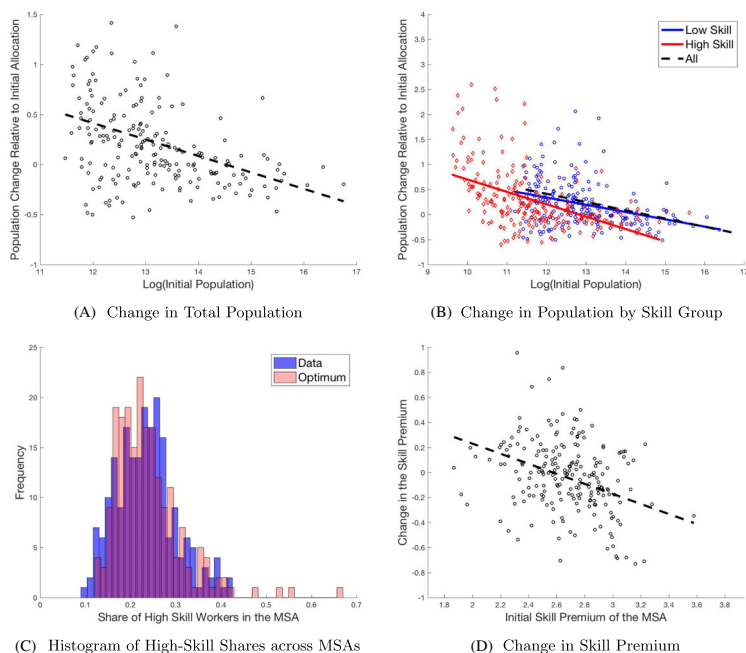 1.5
1
0.5
0
-0.5
-1
11 12 13 14 15 16 17
Population Change Relative to Initial Allocation
Log(Initial Population)
(A) Change in Total Population
4
3.5
3
2.5
2
1.5
1
0.5
0
-0.5
-1
9 10 11 12 13 14 15 16 17
Population Change Relative to Initial Allocation
Log(Initial Population)
Low Skill
High Skill
All
(B) Change in Population by Skill Group
25
20
15
10
5
0
0 0.1 0.2 0.3 0.4 0.5 0.6 0.7
Frequency
Share of High Skill Workers in the MSA
Data
Optimum
(C) Histogram of High-Skill Shares across MSAs
1
0.8
0.6
0.4
0.2
0
-0.2
-0.4
-0.6
-0.8
-1
1.8 2 2.2 2.4 2.6 2.8 3 3.2 3.4 3.6 3.8
Change in the Skill Premium
Initial Skill Premium of the MSA
(D) Change in Skill Premium